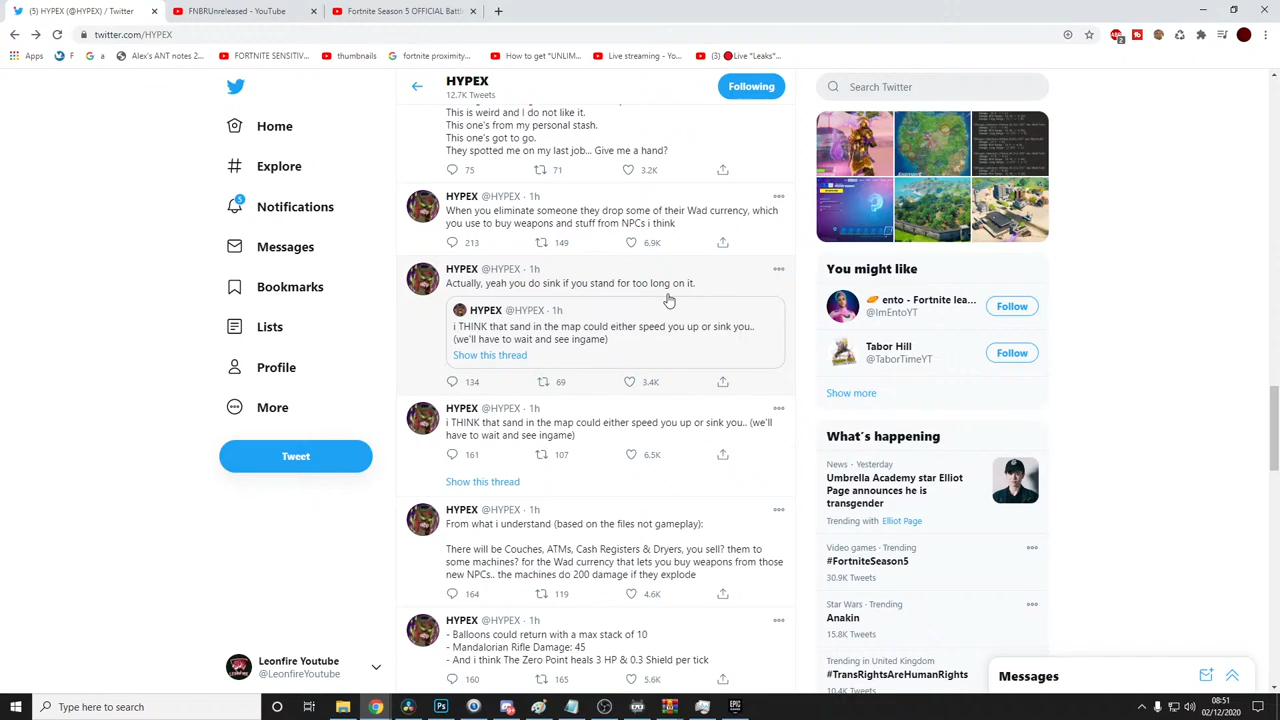 (5) HYPEX (@HYPEX) / Twitter
FNBRUnreleased - YouTube
Fortnite Season 5 OFFICIAL Battl
twitter.com/HYPEX
Apps
F
a
Alex's ANT notes 2...
FORTNITE SENSITIV...
thumbnails
fortnite proximity...
How to get "UNLIM...
Live streaming - Yo...
(3) 🔴Live "Leaks"...
HYPEX
12.7K Tweets
Following
Search Twitter
Home
Exp
Notifications
Messages
Bookmarks
Lists
Profile
More
Tweet
Leonfire Youtube
@LeonfireYoutube
This is weird and I do not like it.
This one's from my personal stash.
This one's got to go
They spotted me on my last job... Give me a hand?
75
3.2K
HYPEX @HYPEX · 1h
When you eliminate someone they drop some of their Wad currency, which
you use to buy weapons and stuff from NPCs i think
213 149 6.9K
HYPEX @HYPEX · 1h
Actually, yeah you do sink if you stand for too long on it.
HYPEX @HYPEX · 1h
i THINK that sand in the map could either speed you up or sink you..
(we'll have to wait and see ingame)
Show this thread
134 69 3.4K
HYPEX @HYPEX · 1h
i THINK that sand in the map could either speed you up or sink you.. (we'll
have to wait and see ingame)
161 107 6.5K
Show this thread
HYPEX @HYPEX · 1h
From what i understand (based on the files not gameplay):
There will be Couches, ATMs, Cash Registers & Dryers, you sell? them to
some machines? for the Wad currency that lets you buy weapons from those
new NPCs.. the machines do 200 damage if they explode
164 119 4.6K
HYPEX @HYPEX · 1h
- Balloons could return with a max stack of 10
- Mandalorian Rifle Damage: 45
- And i think The Zero Point heals 3 HP & 0.3 Shield per tick
160 165 5.6K
You might like
ento - Fortnite lea...
@ImEntoYT
Follow
Tabor Hill
@TaborTimeYT
Follow
Show more
What's happening
News · Yesterday
Umbrella Academy star Elliot
Page announces he is
transgender
Trending with Elliot Page
Video games · Trending
#FortniteSeason5
30.9K Tweets
Star Wars · Trending
Anakin
15.8K Tweets
Trending in United Kingdom
#TransRightsAreHumanRights
10.4K Tweets
Messages
Type here to search
08:51
02/12/2020